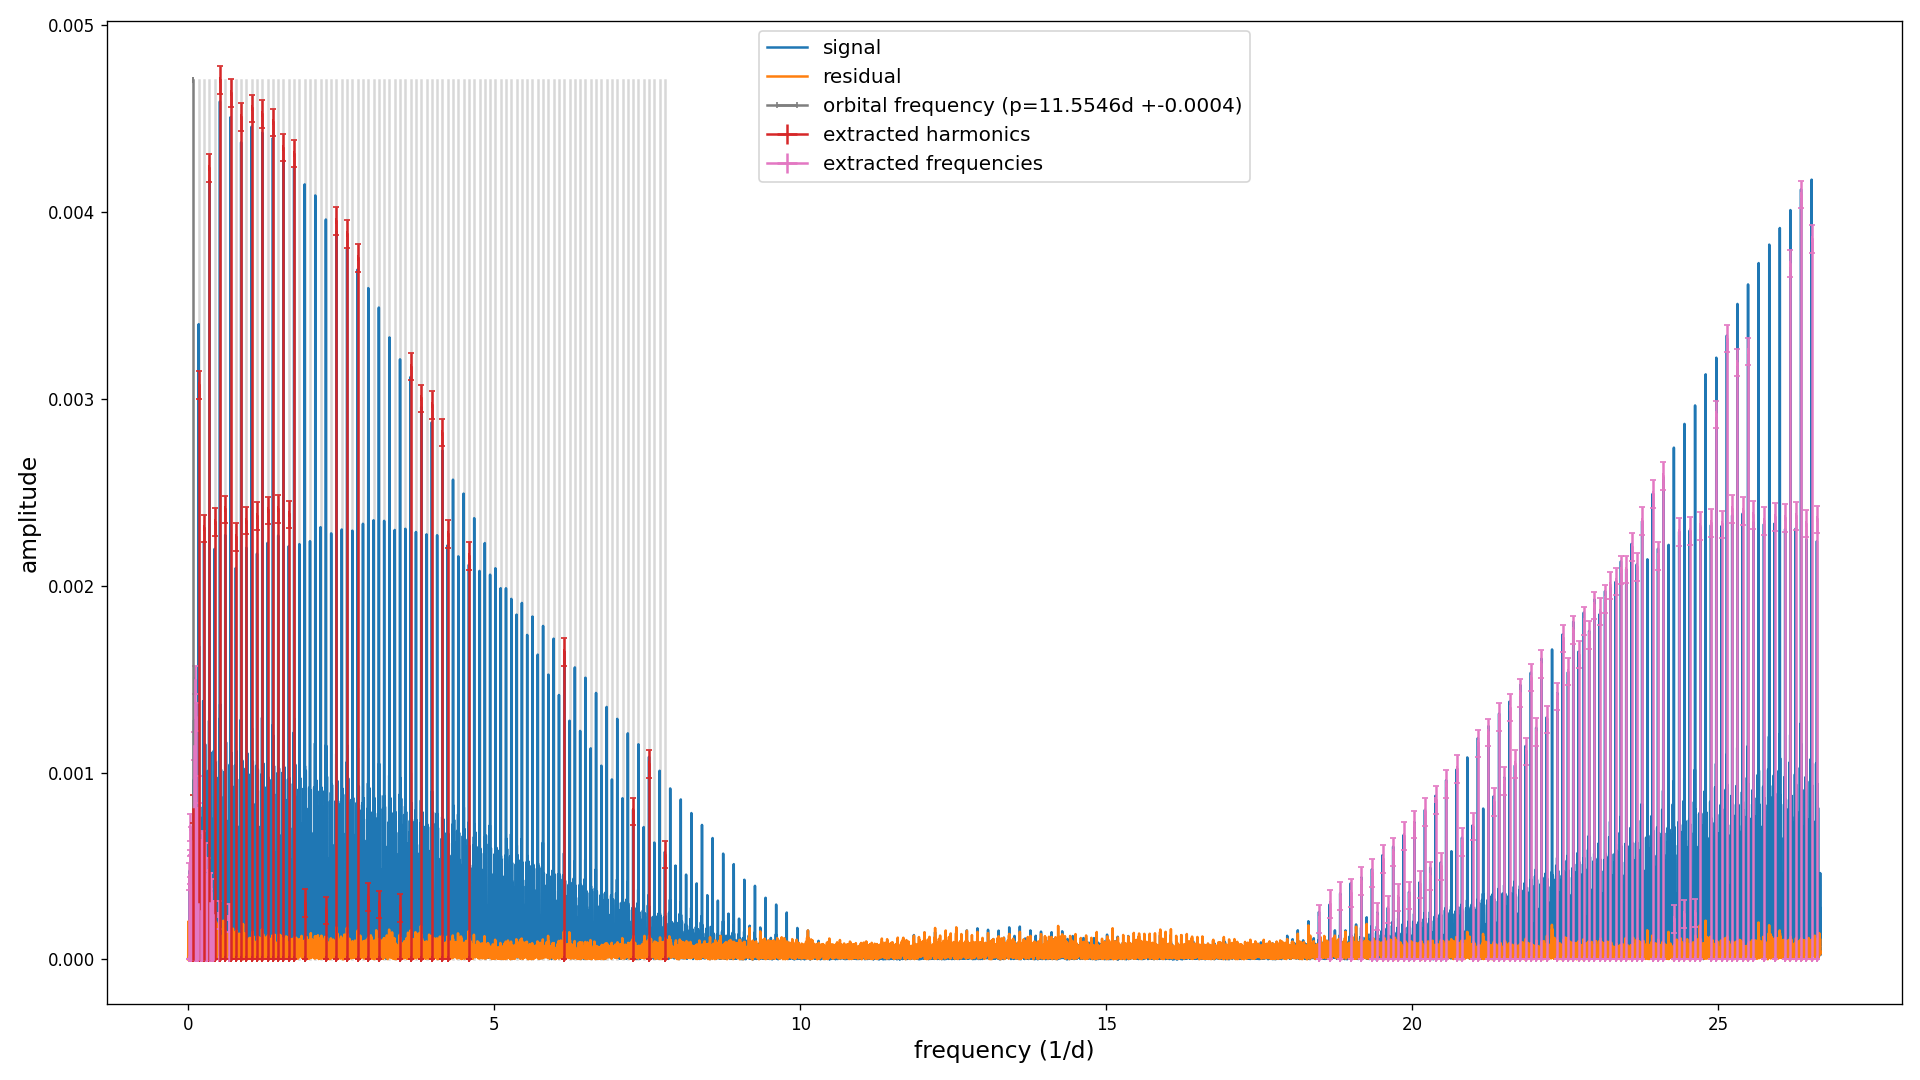 signal
residual
orbital frequency (p=11.5546d +-0.0004)
extracted harmonics
extracted frequencies
0.005
0.004
0.003
0.002
0.001
0.000
amplitude
0 5 10 15 20 25
frequency (1/d)